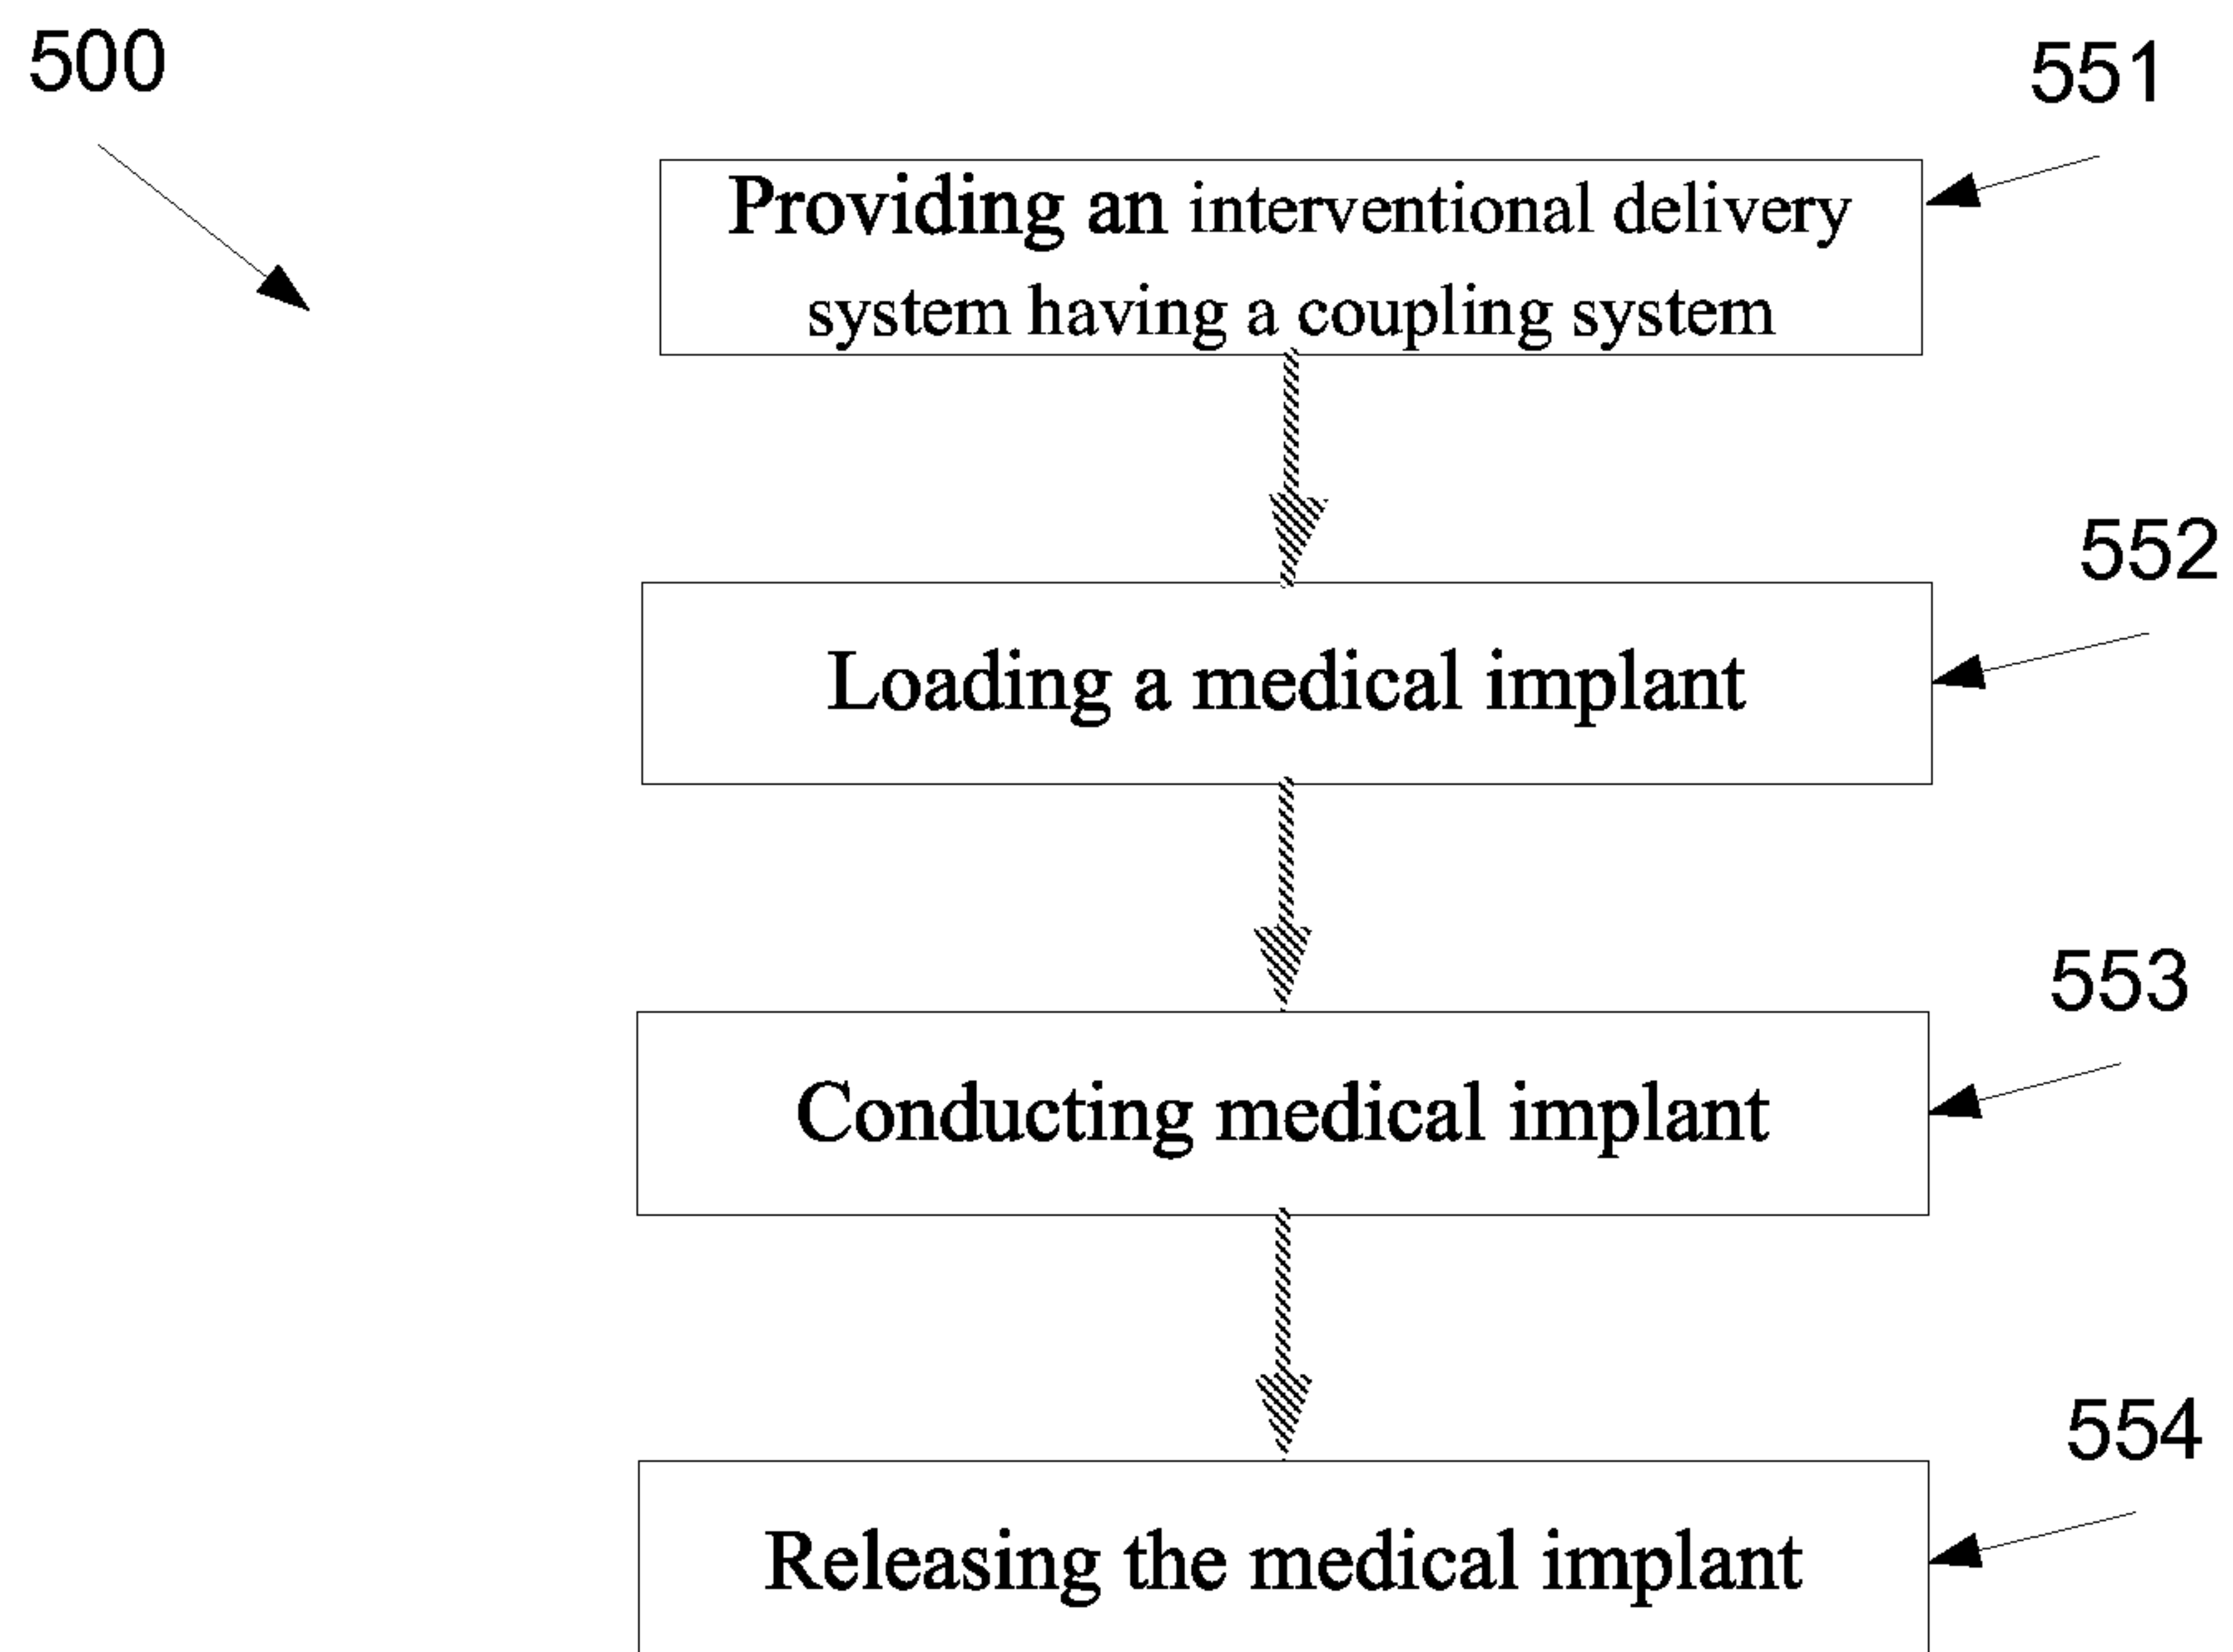 500
551
Providing an interventional delivery
system having a coupling system
552
Loading a medical implant
553
Conducting medical implant
554
Releasing the medical implant